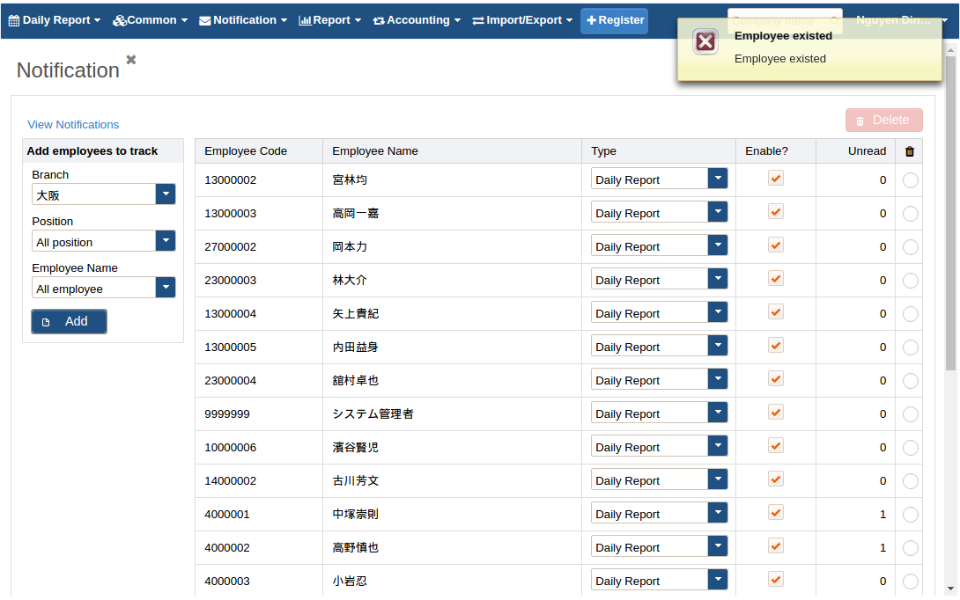 Daily Report Common Notification Report Accounting Import/Export +Register Nguyen Din...
Employee existed
Employee existed
Notification
Delete
View Notifications
Add employees to track
Branch
大阪
Position
All position
Employee Name
All employee
Add
Employee Code Employee Name Type Enable? Unread
13000002 宮林均 Daily Report 0
13000003 高岡一嘉 Daily Report 0
27000002 岡本力 Daily Report 0
23000003 林大介 Daily Report 0
13000004 矢上貴紀 Daily Report 0
13000005 内田益身 Daily Report 0
23000004 舘村卓也 Daily Report 0
9999999 システム管理者 Daily Report 0
10000006 濱谷賢児 Daily Report 0
14000002 古川芳文 Daily Report 0
4000001 中塚崇則 Daily Report 1
4000002 高野慎也 Daily Report 1
4000003 小岩忍 Daily Report 0